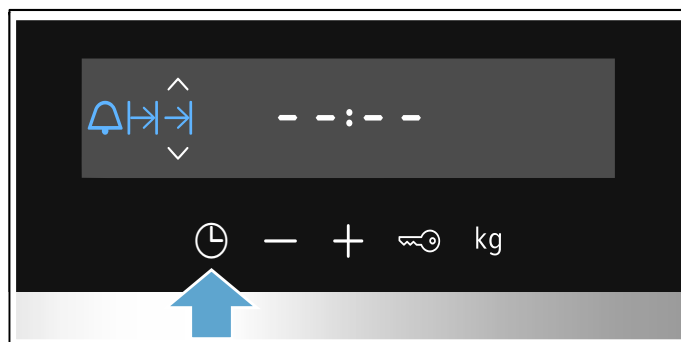 – –:– –
kg